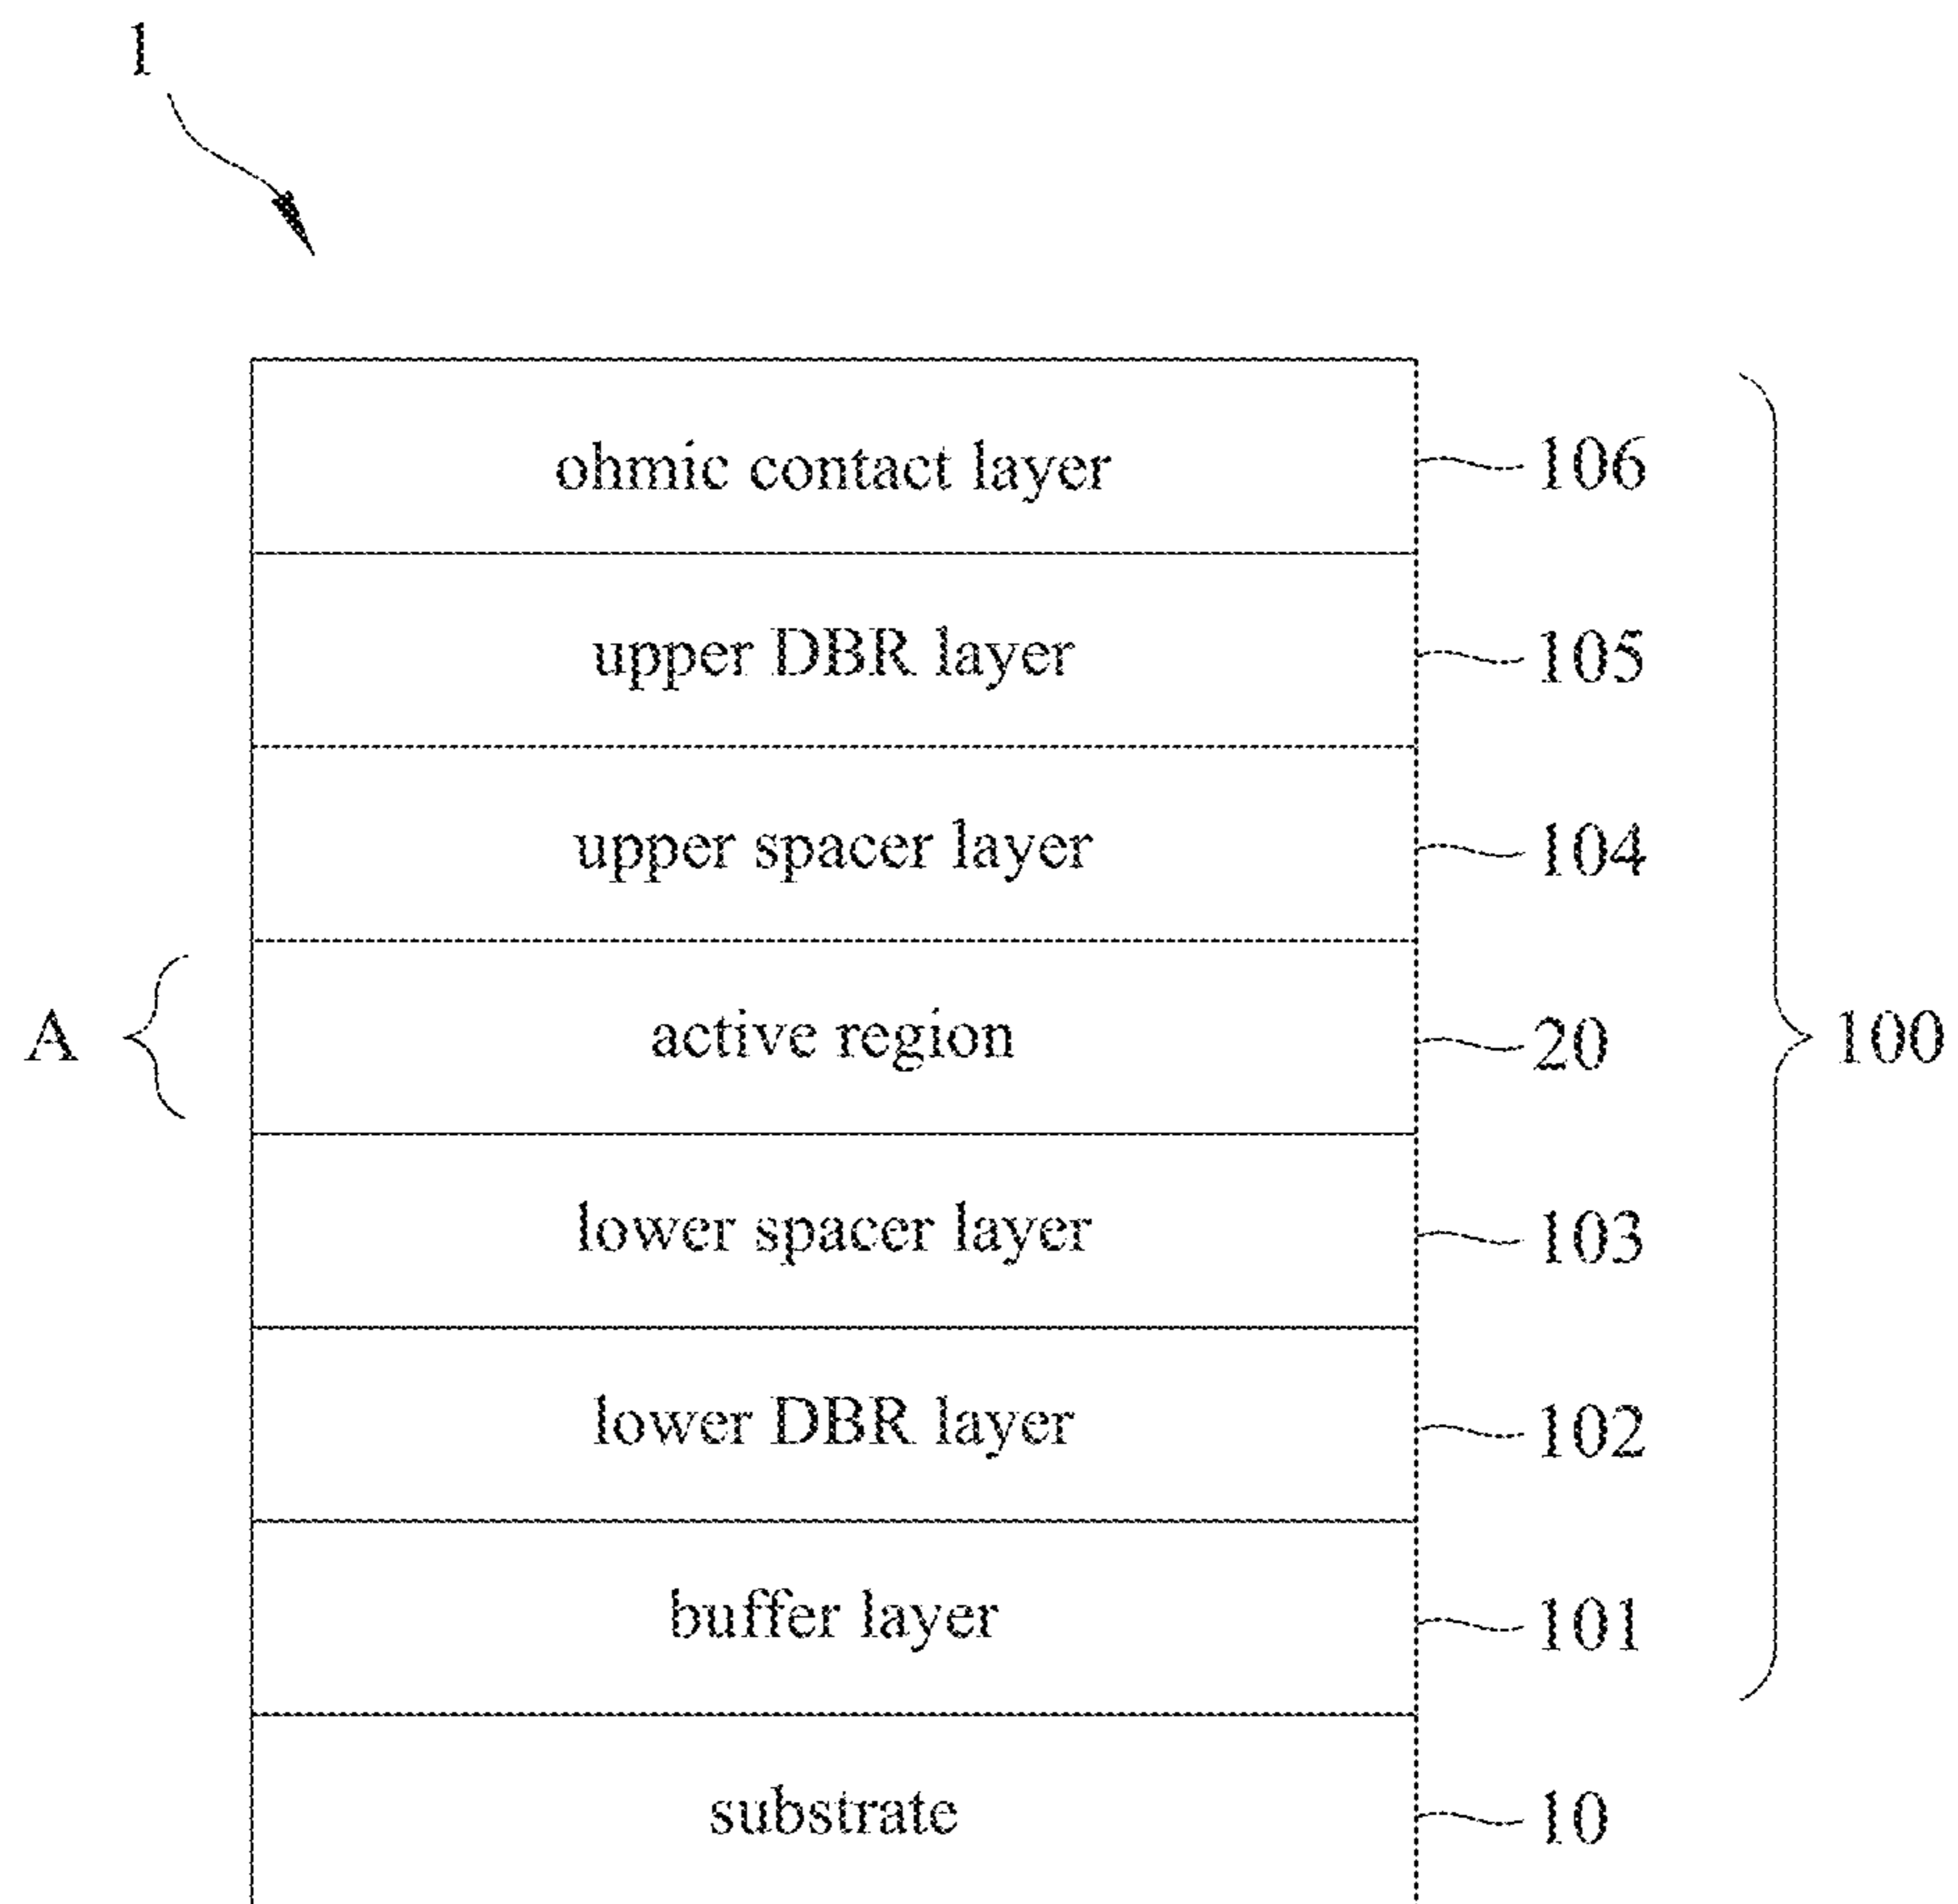 1
ohmic contact layer 106
upper DBR layer 105
upper spacer layer 104
A active region 20 100
lower spacer layer 103
lower DBR layer 102
buffer layer 101
substrate 10